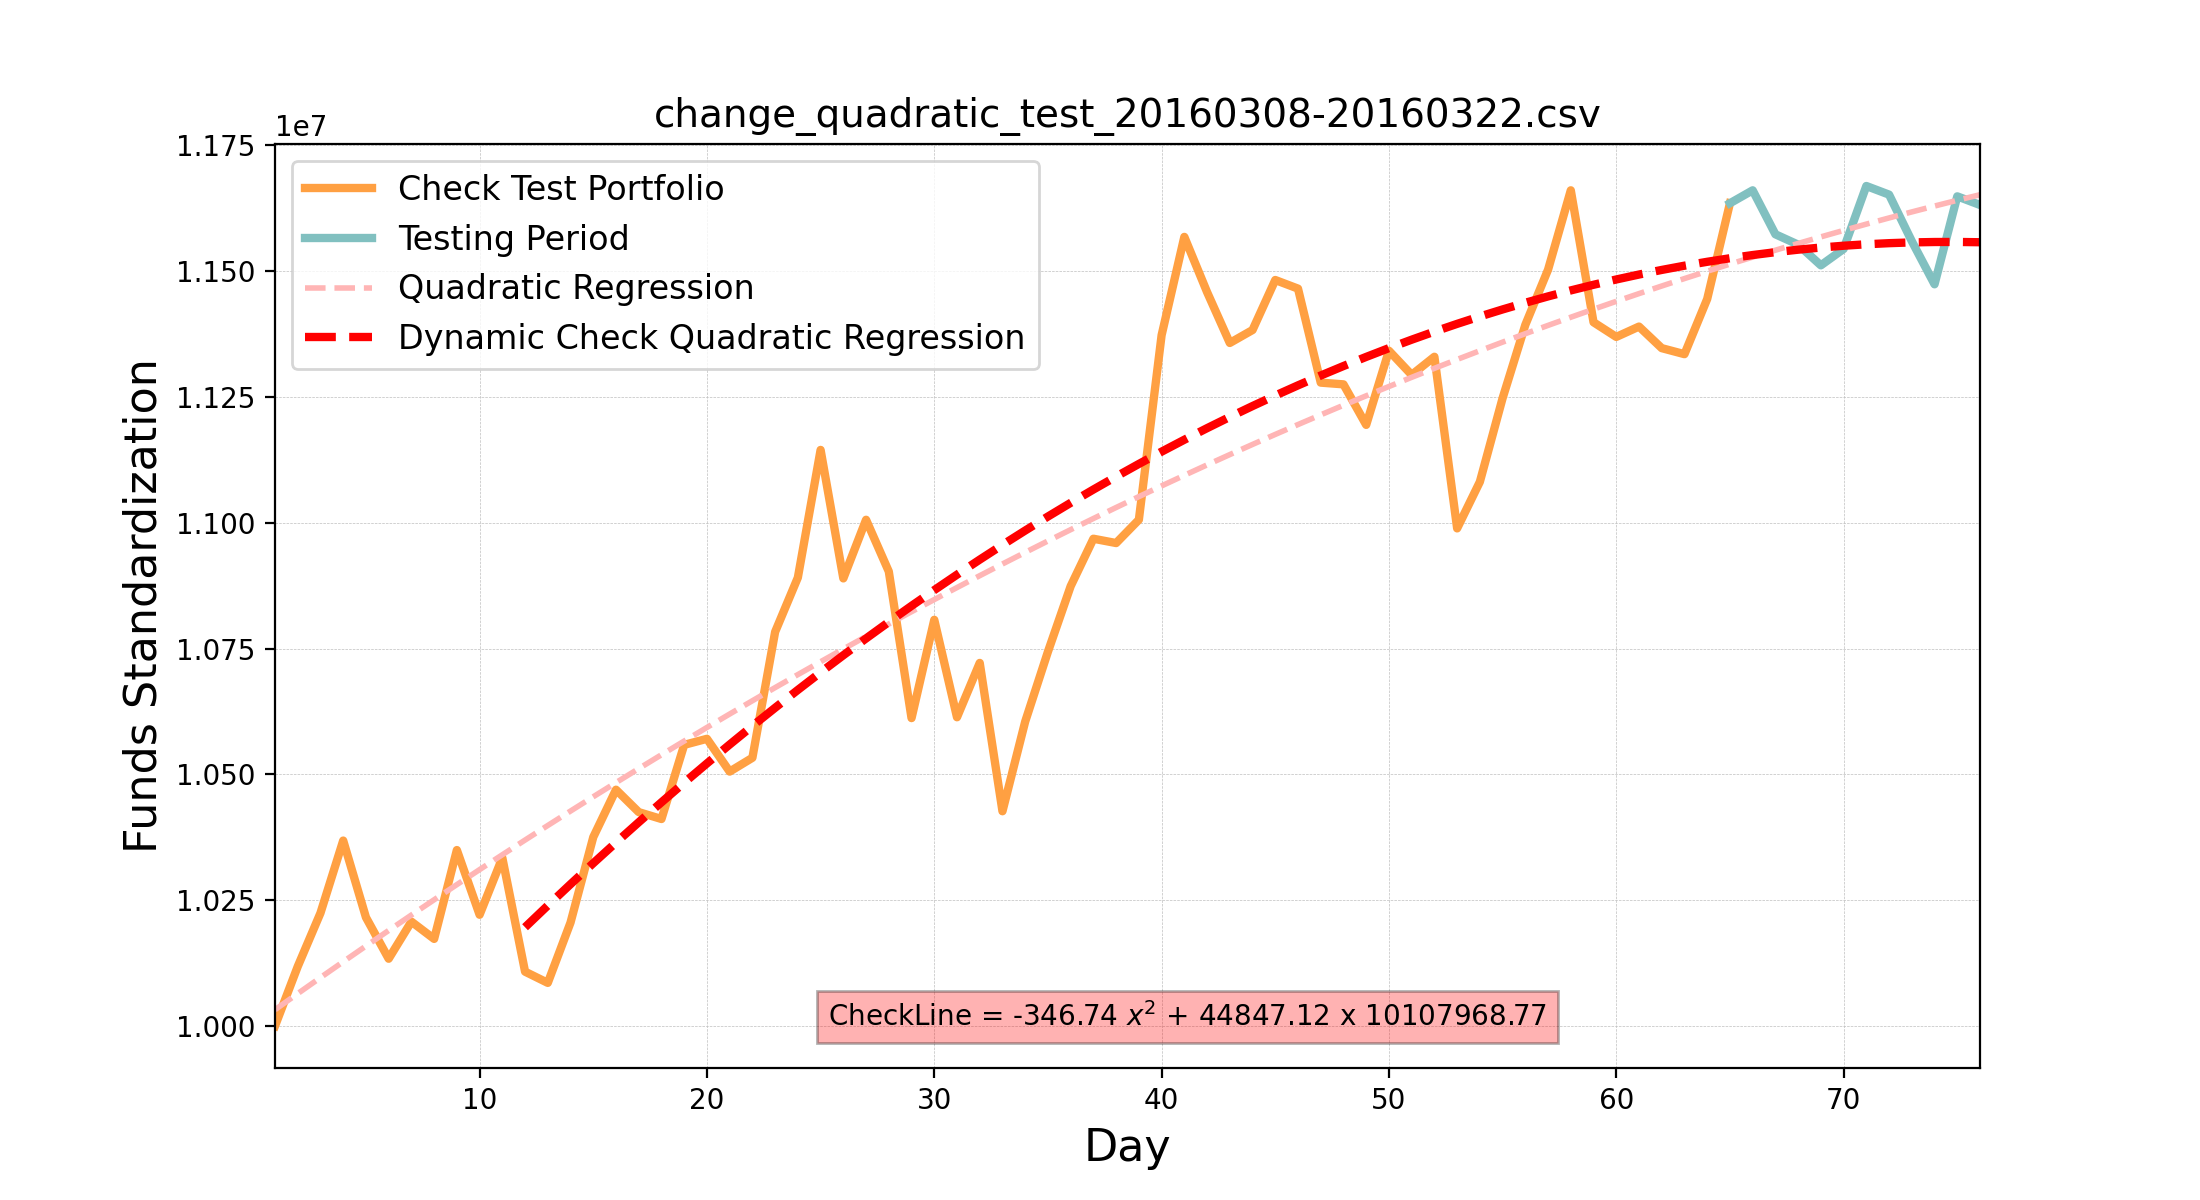 change_quadratic_test_20160308-20160322.csv
1e7
1.175
1.150
1.125
1.100
1.075
1.050
1.025
1.000
Funds Standardization
Check Test Portfolio
Testing Period
Quadratic Regression
Dynamic Check Quadratic Regression
CheckLine = -346.74 x² + 44847.12 x 10107968.77
10 20 30 40 50 60 70
Day